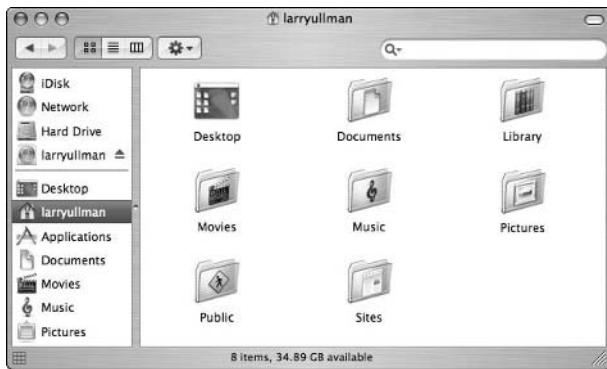 larryullman
iDisk
Network
Hard Drive
larryullman
Desktop
larryullman
Applications
Documents
Movies
Music
Pictures
Desktop
Documents
Library
Movies
Music
Pictures
Public
Sites
8 items, 34.89 GB available